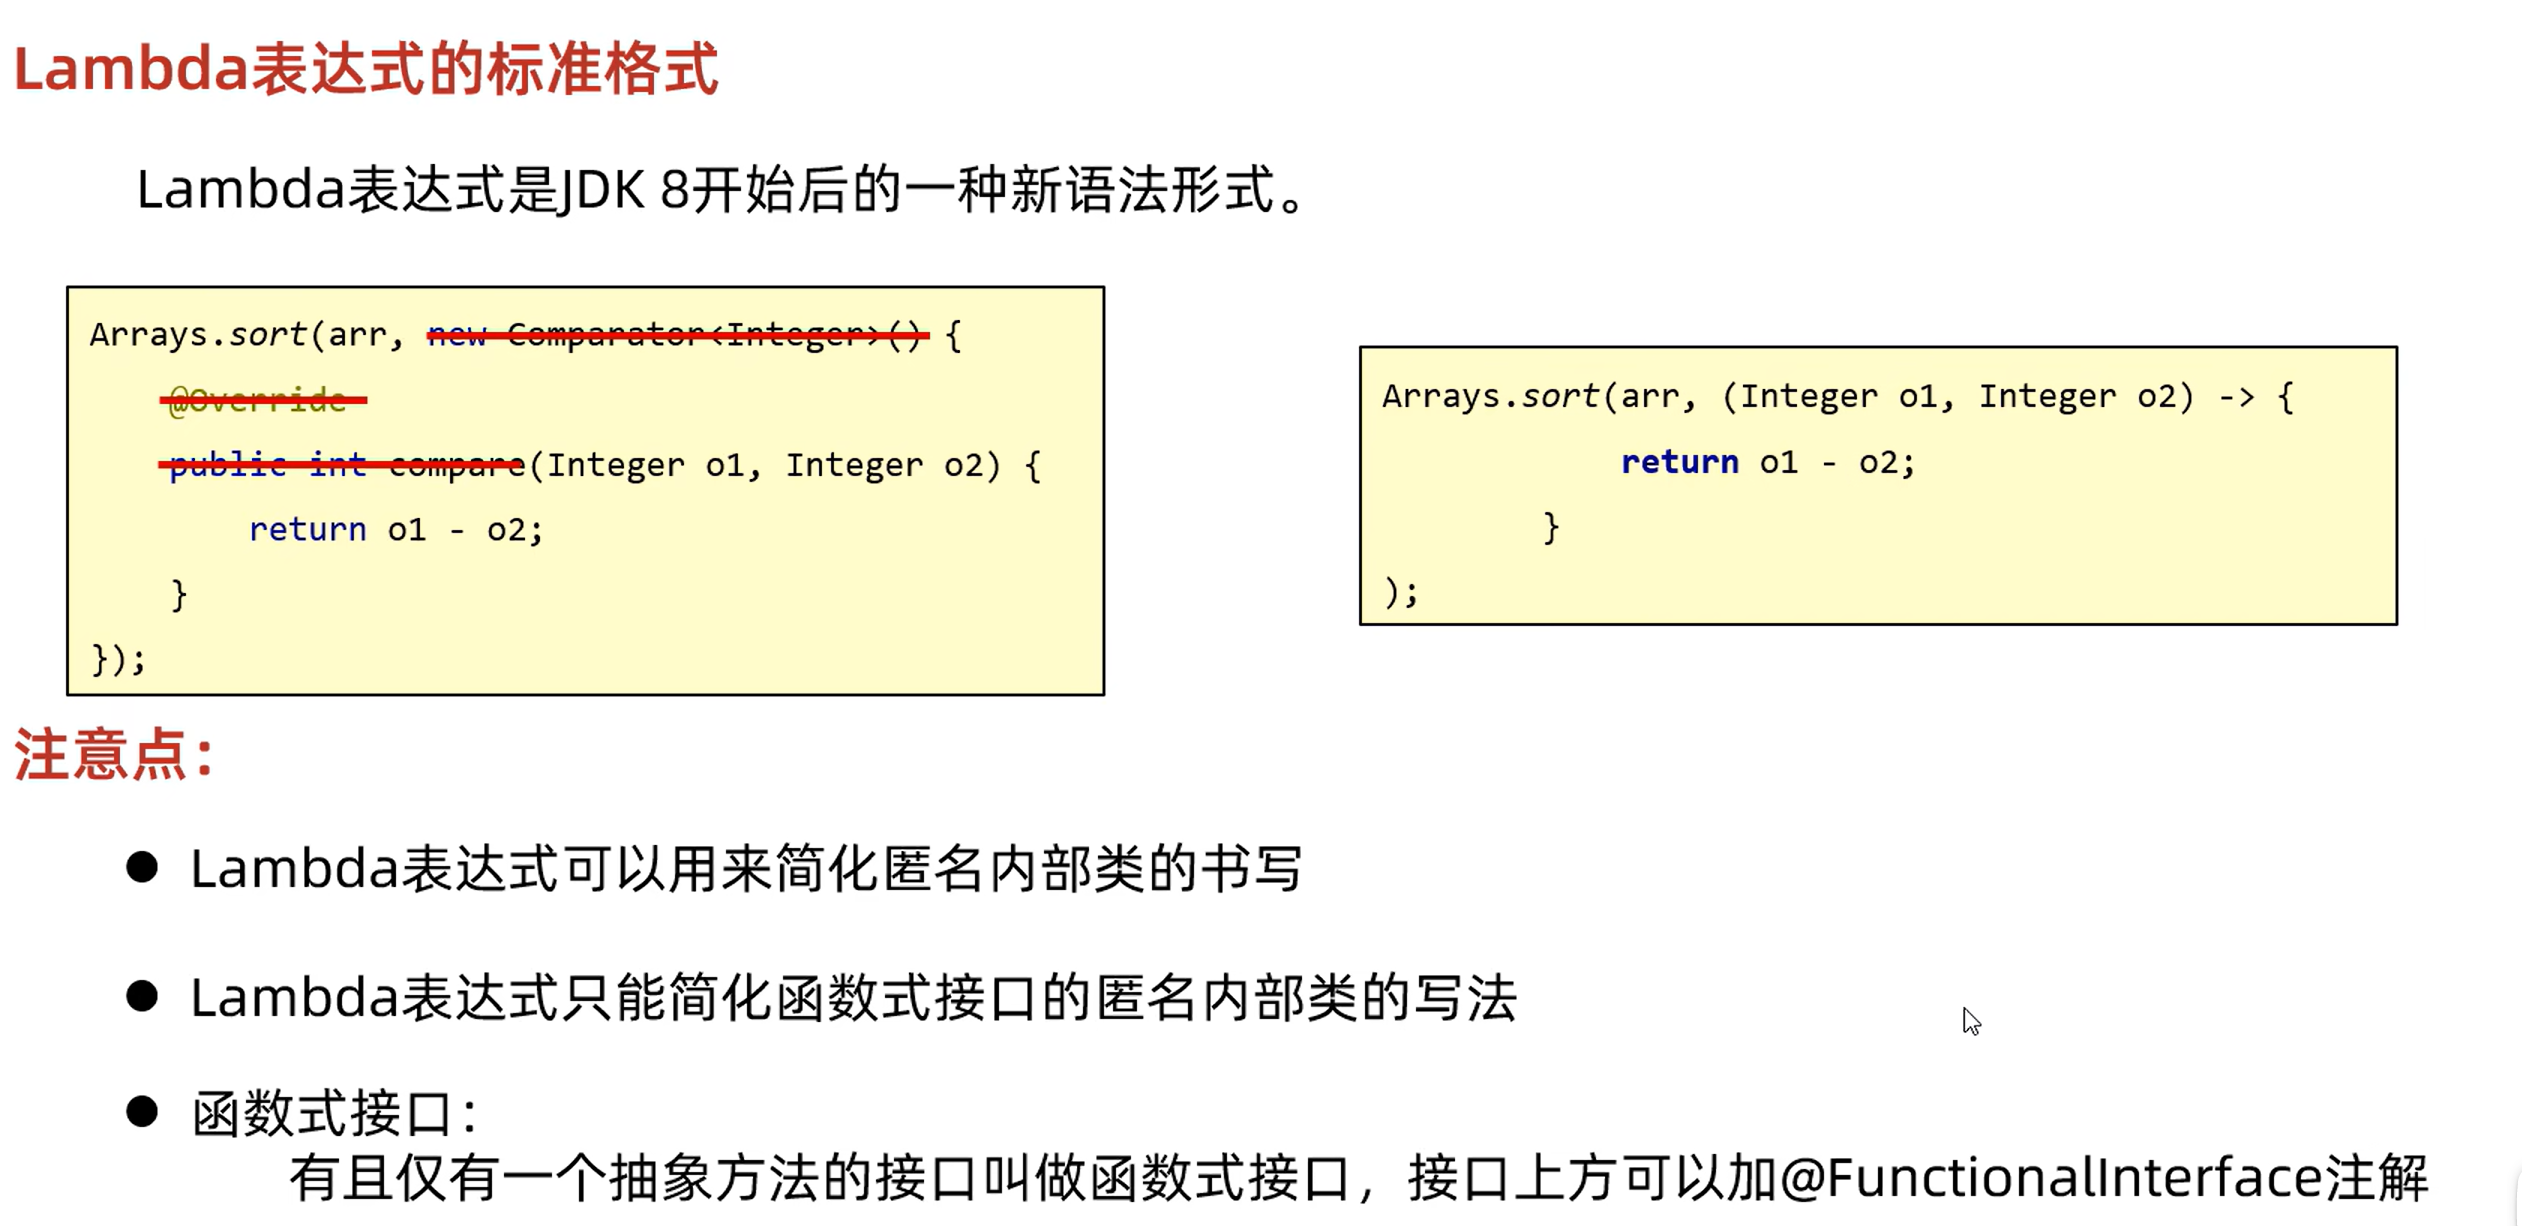 Lambda表达式的标准格式
Lambda表达式是JDK 8开始后的一种新语法形式。
Arrays.sort(arr, new Comparator<Integer>() {
@Override
public int compare(Integer o1, Integer o2) {
return o1 - o2;
}
});
Arrays.sort(arr, (Integer o1, Integer o2) -> {
return o1 - o2;
}
);
注意点：
● Lambda表达式可以用来简化匿名内部类的书写
● Lambda表达式只能简化函数式接口的匿名内部类的写法
● 函数式接口：
有且仅有一个抽象方法的接口叫做函数式接口，接口上方可以加@FunctionalInterface注解